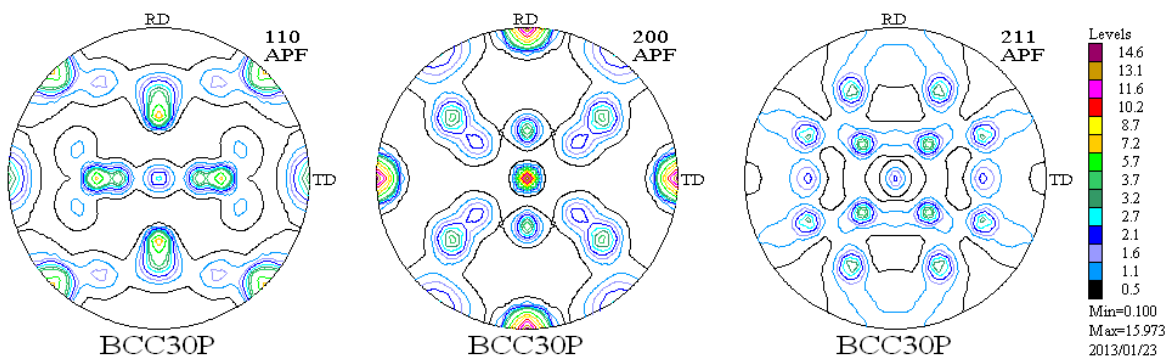 RD
110
APF
TD
BCC30P
RD
200
APF
TD
BCC30P
RD
211
APF
TD
BCC30P
Levels
14.6
13.1
11.6
10.2
8.7
7.2
5.7
3.7
3.2
2.7
2.1
1.6
1.1
0.5
Min=0.100
Max=15.973
2013/01/23